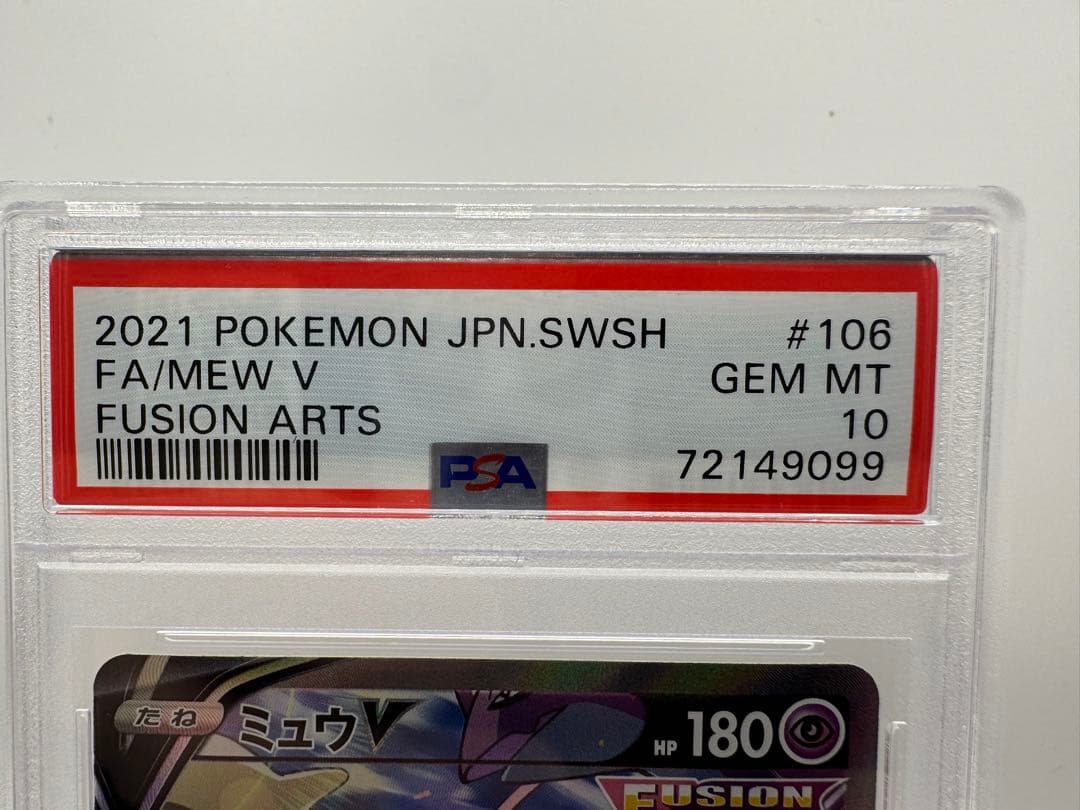 2021 POKEMON JPN.SWSH #106
FA/MEW V GEM MT
FUSION ARTS 10
PSA 72149099
たね ミュウV HP 180
FUSION